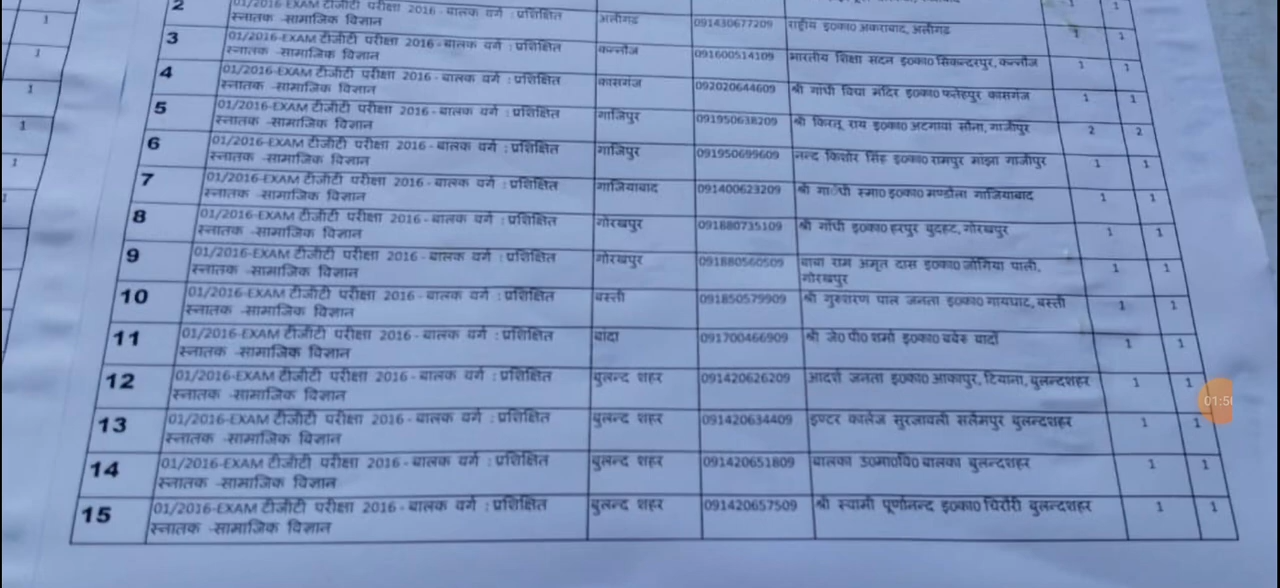 2 01/2016-EXAM टीजीटी परीक्षा 2016 - बालक वर्ग : प्रशिक्षित अलीगढ़ 091430677209 राष्ट्रीय इ०का० अकराबाद, अलीगढ 1 1
स्नातक -सामाजिक विज्ञान
3 01/2016-EXAM टीजीटी परीक्षा 2016 - बालक वर्ग : प्रशिक्षित कन्नौज 091600514109 भारतीय शिक्षा सदन इ०का० सिकन्दरपुर, कन्नौज 1 1
स्नातक -सामाजिक विज्ञान
4 01/2016-EXAM टीजीटी परीक्षा 2016 - बालक वर्ग : प्रशिक्षित कासगंज 092020644609 श्री गांधी विद्या मंदिर इ०का० फतेहपुर कासगंज 1 1
स्नातक -सामाजिक विज्ञान
5 01/2016-EXAM टीजीटी परीक्षा 2016 - बालक वर्ग : प्रशिक्षित गाजिपुर 091950638209 श्री किरतू राय इ०का० अटगावा सौना, गाजीपुर 2 2
स्नातक -सामाजिक विज्ञान
6 01/2016-EXAM टीजीटी परीक्षा 2016 - बालक वर्ग : प्रशिक्षित गाजिपुर 091950699609 नन्द किशोर सिंह इ०का० रामपुर मांझा गाजीपुर 1 1
स्नातक -सामाजिक विज्ञान
7 01/2016-EXAM टीजीटी परीक्षा 2016 - बालक वर्ग : प्रशिक्षित गाजियाबाद 091400623209 श्री गाॅधी स्मा० इ०का० मण्डौला गाजियाबाद 1 1
स्नातक -सामाजिक विज्ञान
8 01/2016-EXAM टीजीटी परीक्षा 2016 - बालक वर्ग : प्रशिक्षित गोरखपुर 091880735109 श्री गाँधी इ०का० हरपुर बुदहट, गोरखपुर 1 1
स्नातक -सामाजिक विज्ञान
9 01/2016-EXAM टीजीटी परीक्षा 2016 - बालक वर्ग : प्रशिक्षित गोरखपुर 091880560509 बाबा राम अमृत दास इ०का० जोगिया पाली, 1 1
स्नातक -सामाजिक विज्ञान गोरखपुर
10 01/2016-EXAM टीजीटी परीक्षा 2016 - बालक वर्ग : प्रशिक्षित बस्ती 091850579909 श्री गुरुशरण पाल जनता इ०का० गायघाट, बस्ती 1 1
स्नातक -सामाजिक विज्ञान
11 01/2016-EXAM टीजीटी परीक्षा 2016 - बालक वर्ग : प्रशिक्षित बांदा 091700466909 श्री जे० पी० शर्मा इ०का० बबेरु बादाॅ 1 1
स्नातक -सामाजिक विज्ञान
12 01/2016-EXAM टीजीटी परीक्षा 2016 - बालक वर्ग : प्रशिक्षित बुलन्द शहर 091420626209 आदर्श जनता इ०का० आकापुर, टियाना, बुलन्दशहर 1 1
स्नातक -सामाजिक विज्ञान
13 01/2016-EXAM टीजीटी परीक्षा 2016 - बालक वर्ग : प्रशिक्षित बुलन्द शहर 091420634409 इण्टर कालेज सुरजावली सलेमपुर बुलन्दशहर 1 1
स्नातक -सामाजिक विज्ञान
14 01/2016-EXAM टीजीटी परीक्षा 2016 - बालक वर्ग : प्रशिक्षित बुलन्द शहर 091420651809 बालका उ०मा०वि० बालका बुलन्दशहर 1 1
स्नातक -सामाजिक विज्ञान
15 01/2016-EXAM टीजीटी परीक्षा 2016 - बालक वर्ग : प्रशिक्षित बुलन्द शहर 091420657509 श्री स्वामी पूर्णानन्द इ०का० चिरौरी बुलन्दशहर 1 1
स्नातक -सामाजिक विज्ञान